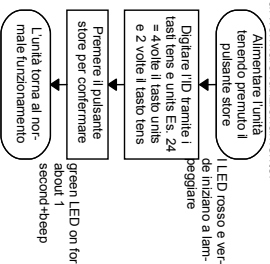 Alimentare l'unità
tenendo premuto il
pulsante store
I LED rosso e ver-
de iniziano a lam-
peggiare
Digitare l'ID tramite i
tasti tens e units Es. 24
= 4 volte il tasto units
e 2 volte il tasto tens
Premere il pulsante
store per confermare
green LED on for
about 1
second+beep
L'unità torna al nor-
male funzionamento